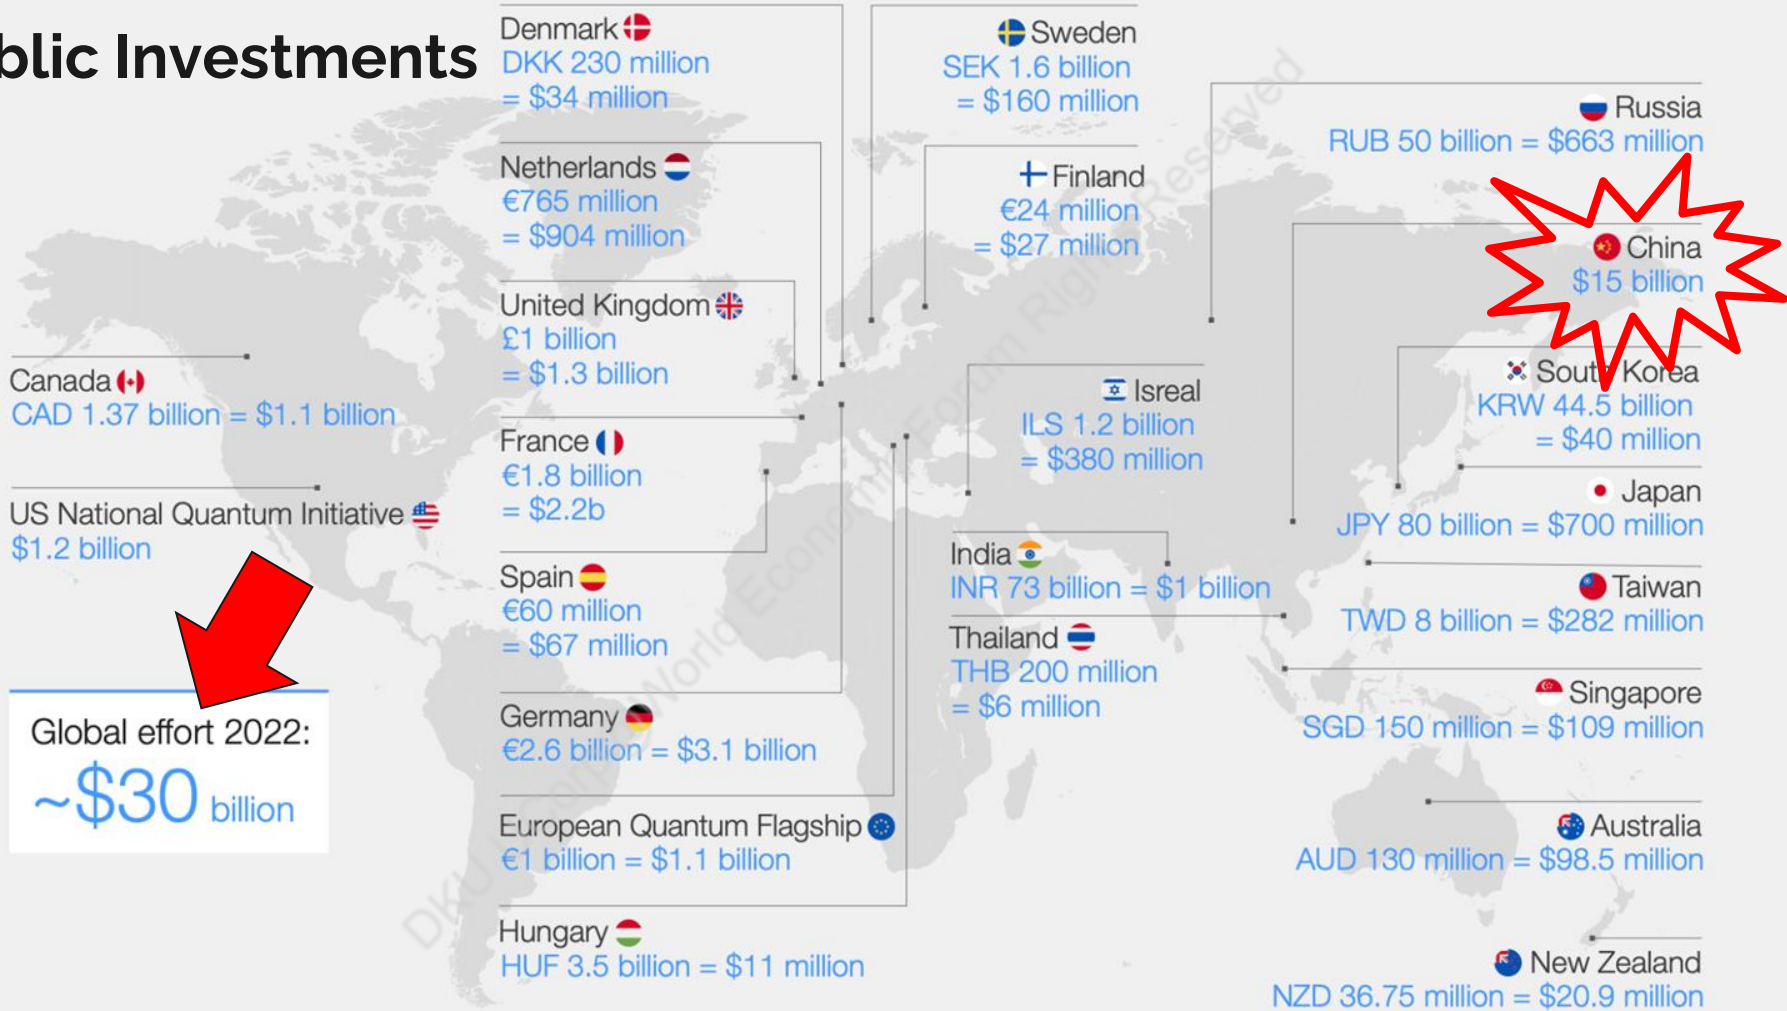 blic Investments
Denmark
DKK 230 million
= $34 million
Netherlands
€765 million
= $904 million
United Kingdom
£1 billion
= $1.3 billion
France
€1.8 billion
= $2.2b
Spain
€60 million
= $67 million
Germany
€2.6 billion = $3.1 billion
European Quantum Flagship
€1 billion = $1.1 billion
Hungary
HUF 3.5 billion = $11 million
Canada
CAD 1.37 billion = $1.1 billion
US National Quantum Initiative
$1.2 billion
Global effort 2022:
~$30 billion
Sweden
SEK 1.6 billion
= $160 million
Finland
€24 million
= $27 million
Isreal
ILS 1.2 billion
= $380 million
India
INR 73 billion = $1 billion
Thailand
THB 200 million
= $6 million
Russia
RUB 50 billion = $663 million
China
$15 billion
South Korea
KRW 44.5 billion
= $40 million
Japan
JPY 80 billion = $700 million
Taiwan
TWD 8 billion = $282 million
Singapore
SGD 150 million = $109 million
Australia
AUD 130 million = $98.5 million
New Zealand
NZD 36.75 million = $20.9 million
World Economic Forum Right Reserved